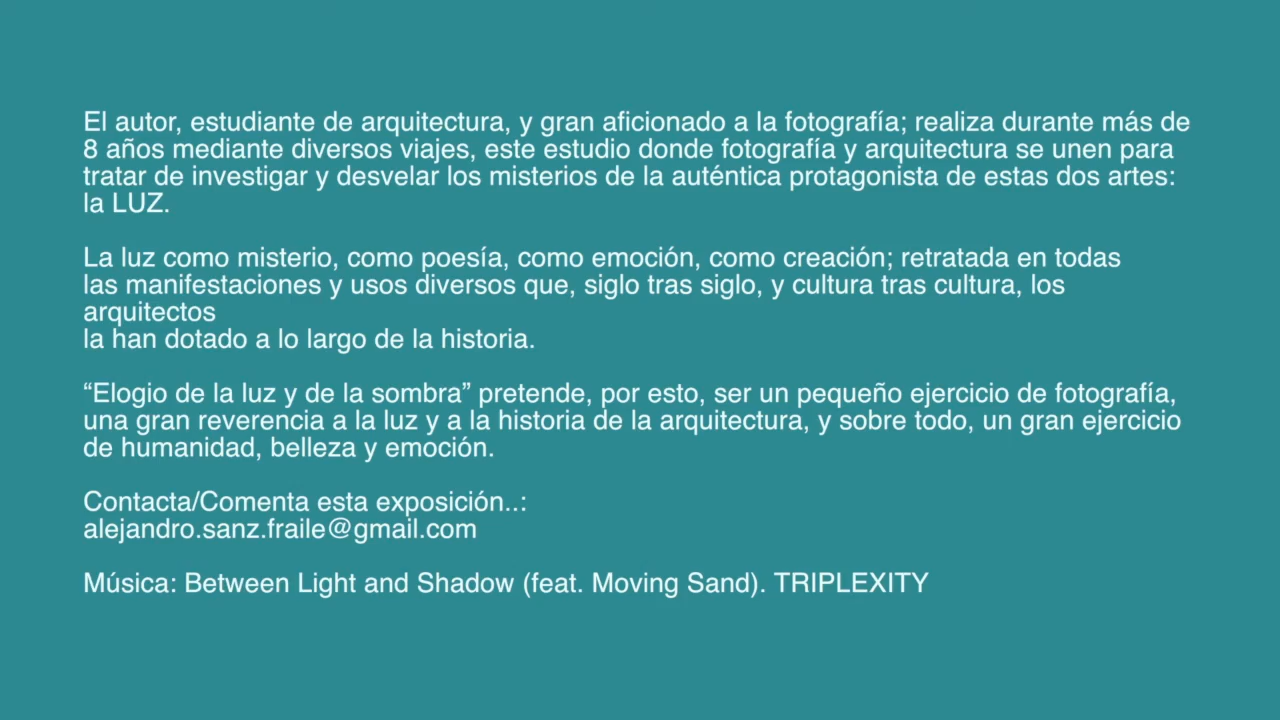 El autor, estudiante de arquitectura, y gran aficionado a la fotografía; realiza durante más de
8 años mediante diversos viajes, este estudio donde fotografía y arquitectura se unen para
tratar de investigar y desvelar los misterios de la auténtica protagonista de estas dos artes:
la LUZ.
La luz como misterio, como poesía, como emoción, como creación; retratada en todas
las manifestaciones y usos diversos que, siglo tras siglo, y cultura tras cultura, los
arquitectos
la han dotado a lo largo de la historia.
“Elogio de la luz y de la sombra” pretende, por esto, ser un pequeño ejercicio de fotografía,
una gran reverencia a la luz y a la historia de la arquitectura, y sobre todo, un gran ejercicio
de humanidad, belleza y emoción.
Contacta/Comenta esta exposición..:
alejandro.sanz.fraile@gmail.com
Música: Between Light and Shadow (feat. Moving Sand). TRIPLEXITY